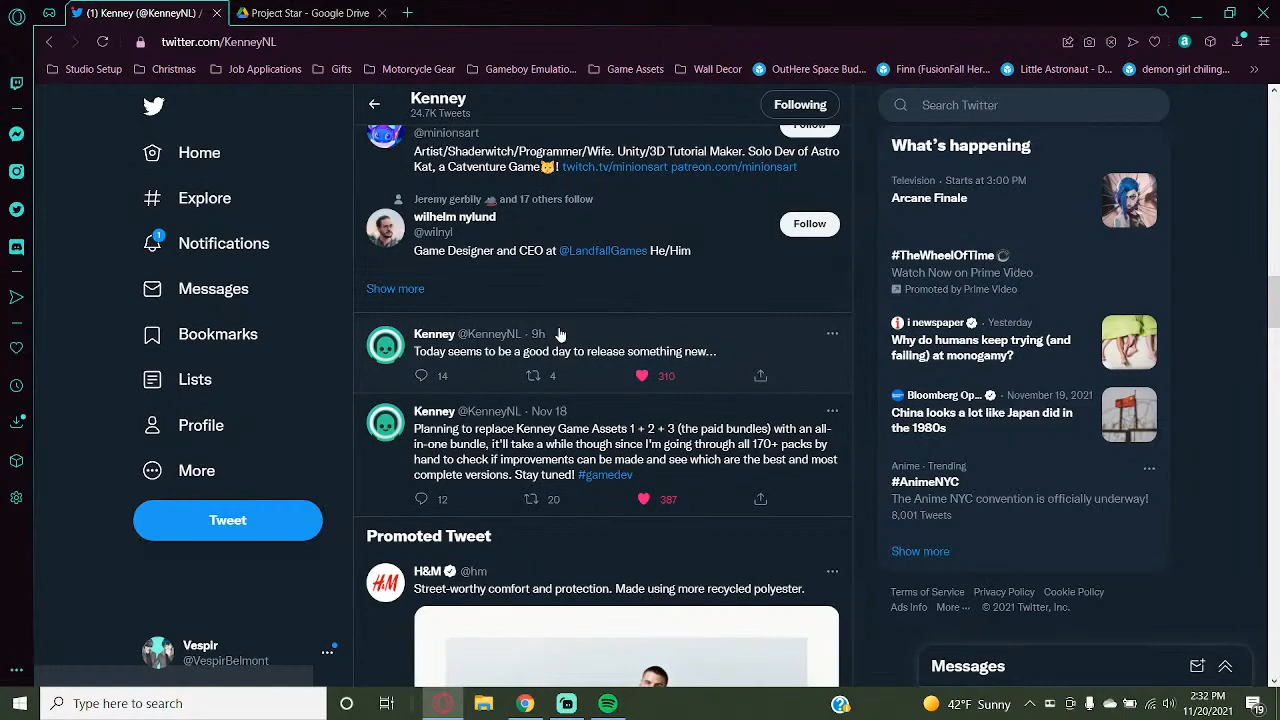 (1) Kenney (@KenneyNL) /
Project Star - Google Drive
twitter.com/KenneyNL
Studio Setup
Christmas
Job Applications
Gifts
Motorcycle Gear
Gameboy Emulatio...
Game Assets
Wall Decor
OutHere Space Bud...
Finn (FusionFall Her...
Little Astronaut - D...
demon girl chiling...
Home
Explore
1
Notifications
Messages
Bookmarks
Lists
Profile
More
Tweet
VespIr
@VespirBelmont
Kenney
24.7K Tweets
Following
@minionsart
Follow
Artist/Shaderwitch/Programmer/Wife. Unity/3D Tutorial Maker. Solo Dev of Astro
Kat, a Catventure Game😼! twitch.tv/minionsart patreon.com/minionsart
Jeremy gerbily and 17 others follow
wilhelm nylund
@wilnyl
Follow
Game Designer and CEO at @LandfallGames He/Him
Show more
Kenney @KenneyNL · 9h
Today seems to be a good day to release something new...
14 4 310
Kenney @KenneyNL · Nov 18
Planning to replace Kenney Game Assets 1 + 2 + 3 (the paid bundles) with an all-
in-one bundle, it'll take a while though since I'm going through all 170+ packs by
hand to check if improvements can be made and see which are the best and most
complete versions. Stay tuned! #gamedev
12 20 387
Promoted Tweet
H&M
H&M @hm
Street-worthy comfort and protection. Made using more recycled polyester.
Search Twitter
What's happening
Television · Starts at 3:00 PM
Arcane Finale
#TheWheelOfTime
Watch Now on Prime Video
Promoted by Prime Video
i newspaper · Yesterday
Why do humans keep trying (and
failing) at monogamy?
Bloomberg Op... · November 19, 2021
China looks a lot like Japan did in
the 1980s
Anime · Trending
#AnimeNYC
The Anime NYC convention is officially underway!
8,001 Tweets
Show more
Terms of Service Privacy Policy Cookie Policy
Ads Info More ··· © 2021 Twitter, Inc.
Messages
Type here to search
42°F Sunny
2:32 PM
11/20/2021